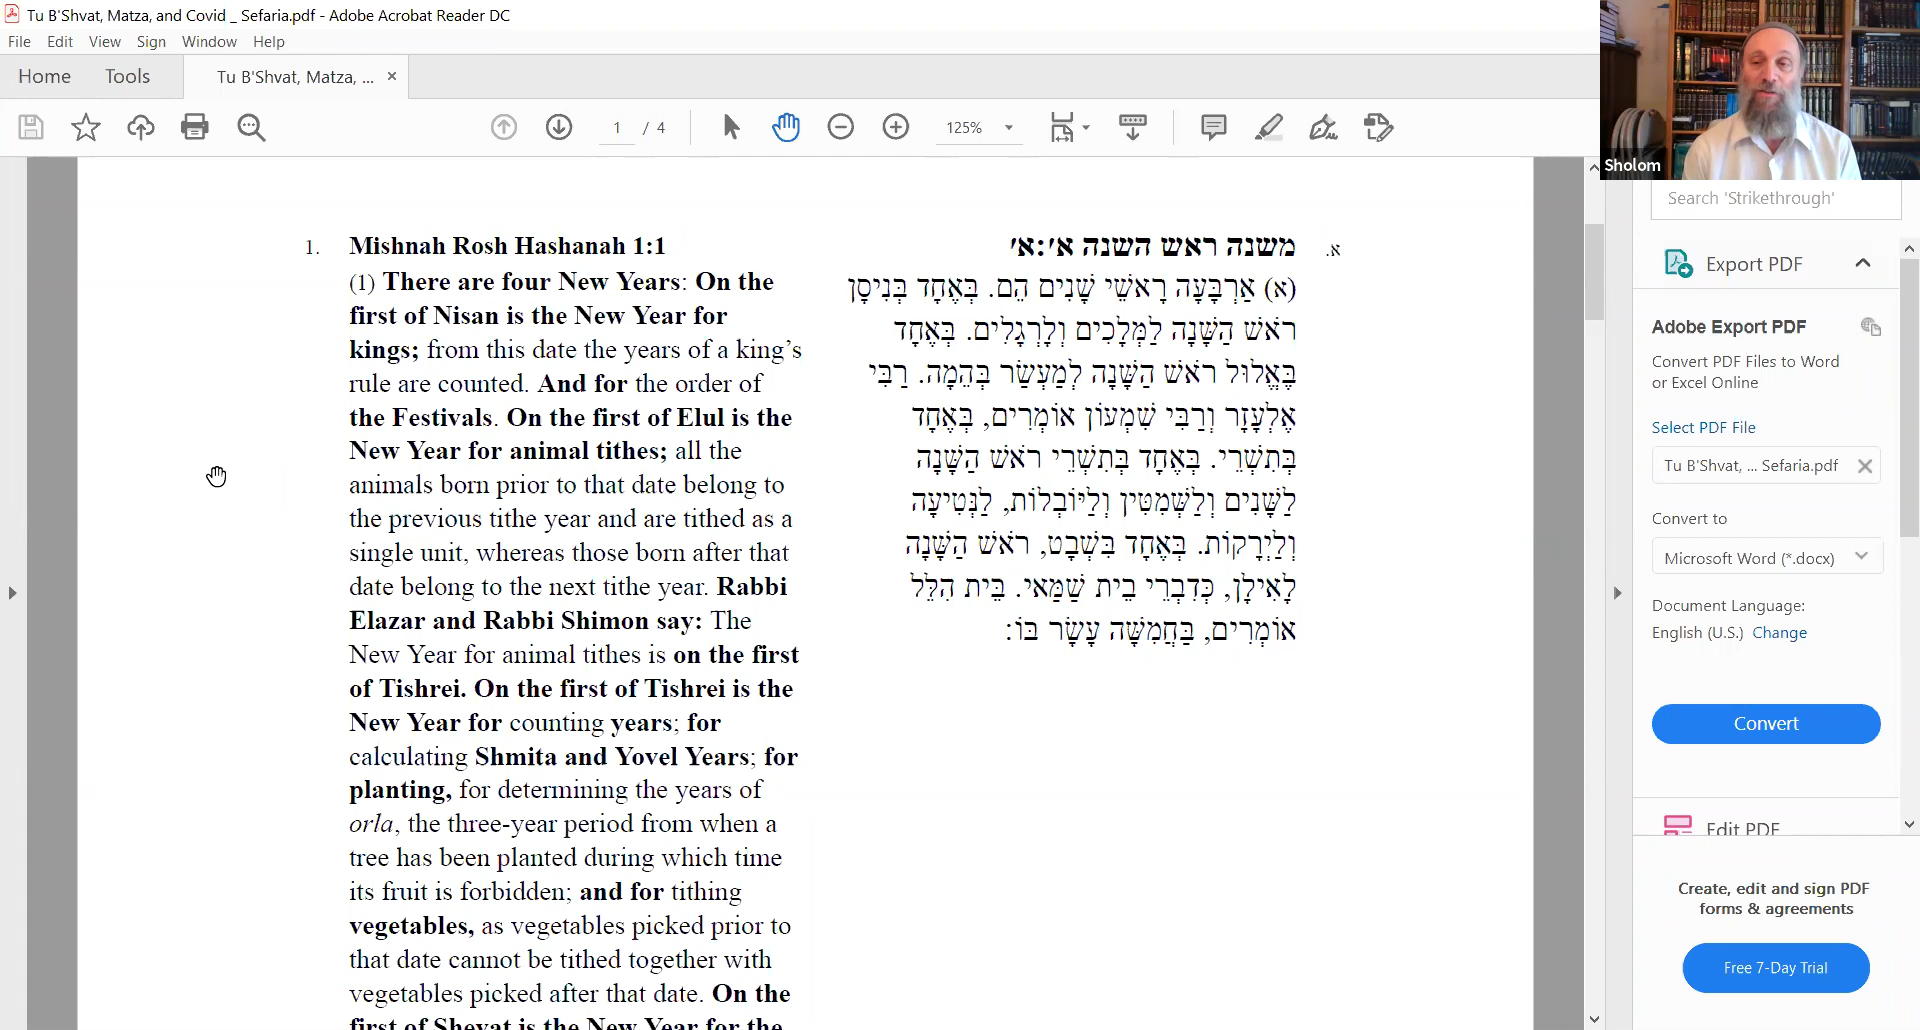 Tu B'Shvat, Matza, and Covid _ Sefaria.pdf - Adobe Acrobat Reader DC
File Edit View Sign Window Help
Home Tools Tu B'Shvat, Matza, ... ×
1 / 4 125%
Sholom
1. Mishnah Rosh Hashanah 1:1
(1) There are four New Years: On the
first of Nisan is the New Year for
kings; from this date the years of a king’s
rule are counted. And for the order of
the Festivals. On the first of Elul is the
New Year for animal tithes; all the
animals born prior to that date belong to
the previous tithe year and are tithed as a
single unit, whereas those born after that
date belong to the next tithe year. Rabbi
Elazar and Rabbi Shimon say: The
New Year for animal tithes is on the first
of Tishrei. On the first of Tishrei is the
New Year for counting years; for
calculating Shmita and Yovel Years; for
planting, for determining the years of
orla, the three-year period from when a
tree has been planted during which time
its fruit is forbidden; and for tithing
vegetables, as vegetables picked prior to
that date cannot be tithed together with
vegetables picked after that date. On the
first of Shevat is the New Year for the
א. משנה ראש השנה א׳:א׳
(א) אַרְבָּעָה רָאשֵׁי שָׁנִים הֵם. בְּאֶחָד בְּנִיסָן
רֹאשׁ הַשָּׁנָה לַמְּלָכִים וְלָרְגָלִים. בְּאֶחָד
בֶּאֱלוּל רֹאשׁ הַשָּׁנָה לְמַעְשַׂר בְּהֵמָה. רַבִּי
אֶלְעָזָר וְרַבִּי שִׁמְעוֹן אוֹמְרִים, בְּאֶחָד
בְּתִשְׁרֵי. בְּאֶחָד בְּתִשְׁרֵי רֹאשׁ הַשָּׁנָה
לַשָּׁנִים וְלַשְּׁמִטִּין וְלַיּוֹבְלוֹת, לַנְּטִיעָה
וְלַיְרָקוֹת. בְּאֶחָד בִּשְׁבָט, רֹאשׁ הַשָּׁנָה
לָאִילָן, כְּדִבְרֵי בֵית שַׁמַּאי. בֵּית הִלֵּל
אוֹמְרִים, בַּחֲמִשָּׁה עָשָׂר בּוֹ:
Search 'Strikethrough'
Export PDF
Adobe Export PDF
Convert PDF Files to Word
or Excel Online
Select PDF File
Tu B'Shvat, ... Sefaria.pdf
Convert to
Microsoft Word (*.docx)
Document Language:
English (U.S.) Change
Convert
Edit PDF
Create, edit and sign PDF
forms & agreements
Free 7-Day Trial